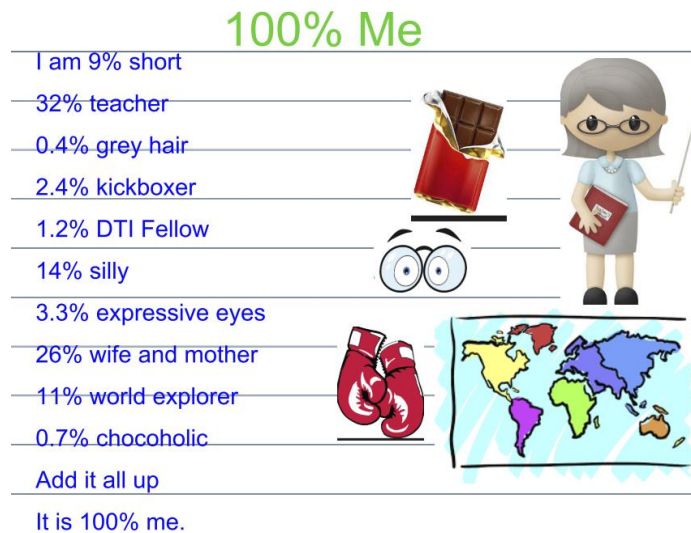 100% Me
I am 9% short
32% teacher
0.4% grey hair
2.4% kickboxer
1.2% DTI Fellow
14% silly
3.3% expressive eyes
26% wife and mother
11% world explorer
0.7% chocoholic
Add it all up
It is 100% me.